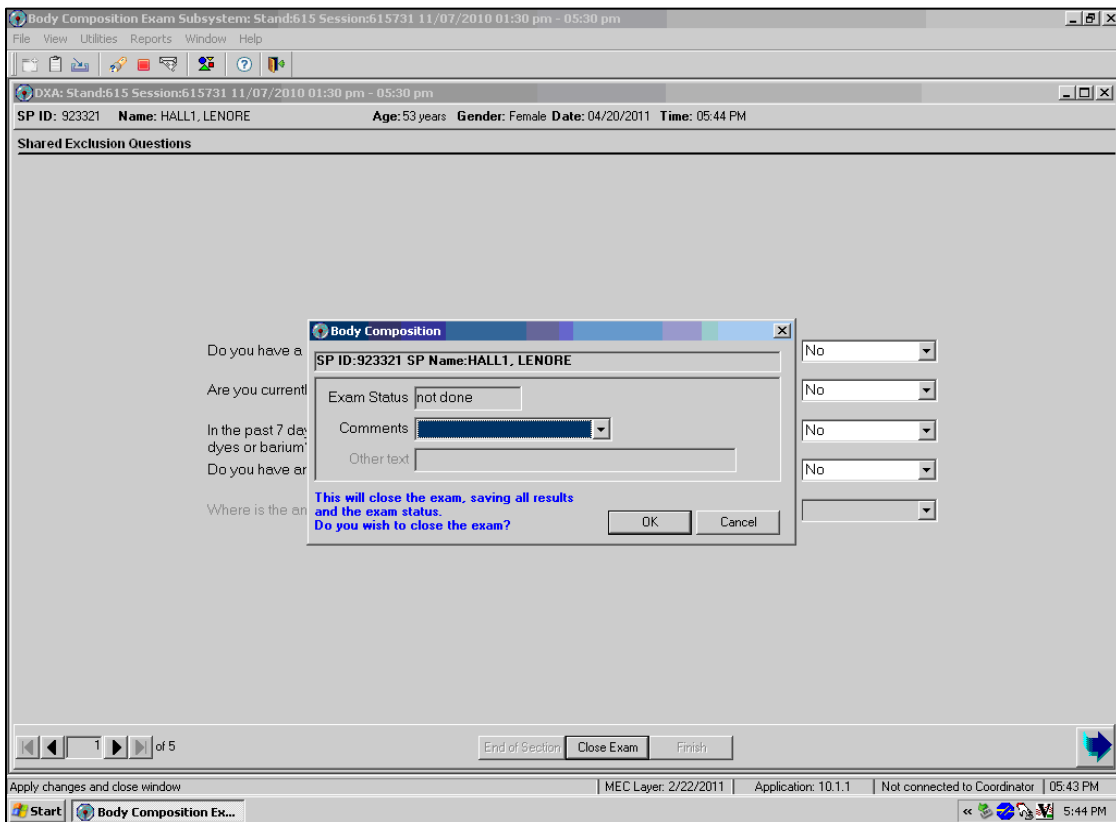 Body Composition Exam Subsystem: Stand:615 Session:615731 11/07/2010 01:30 pm - 05:30 pm
File View Utilities Reports Window Help
DXA: Stand:615 Session:615731 11/07/2010 01:30 pm - 05:30 pm
SP ID: 923321 Name: HALL1, LENORE Age: 53 years Gender: Female Date: 04/20/2011 Time: 05:44 PM
Shared Exclusion Questions
Body Composition
Do you have a
No
SP ID:923321 SP Name:HALL1, LENORE
Are you currentl
No
Exam Status not done
In the past 7 day
dyes or barium
No
Comments
Do you have an
No
Other text
Where is the an
This will close the exam, saving all results
and the exam status.
Do you wish to close the exam?
OK Cancel
1 of 5
End of Section Close Exam Finish
Apply changes and close window MEC Layer: 2/22/2011 Application: 10.1.1 Not connected to Coordinator 05:43 PM
Start Body Composition Ex... « 5:44 PM